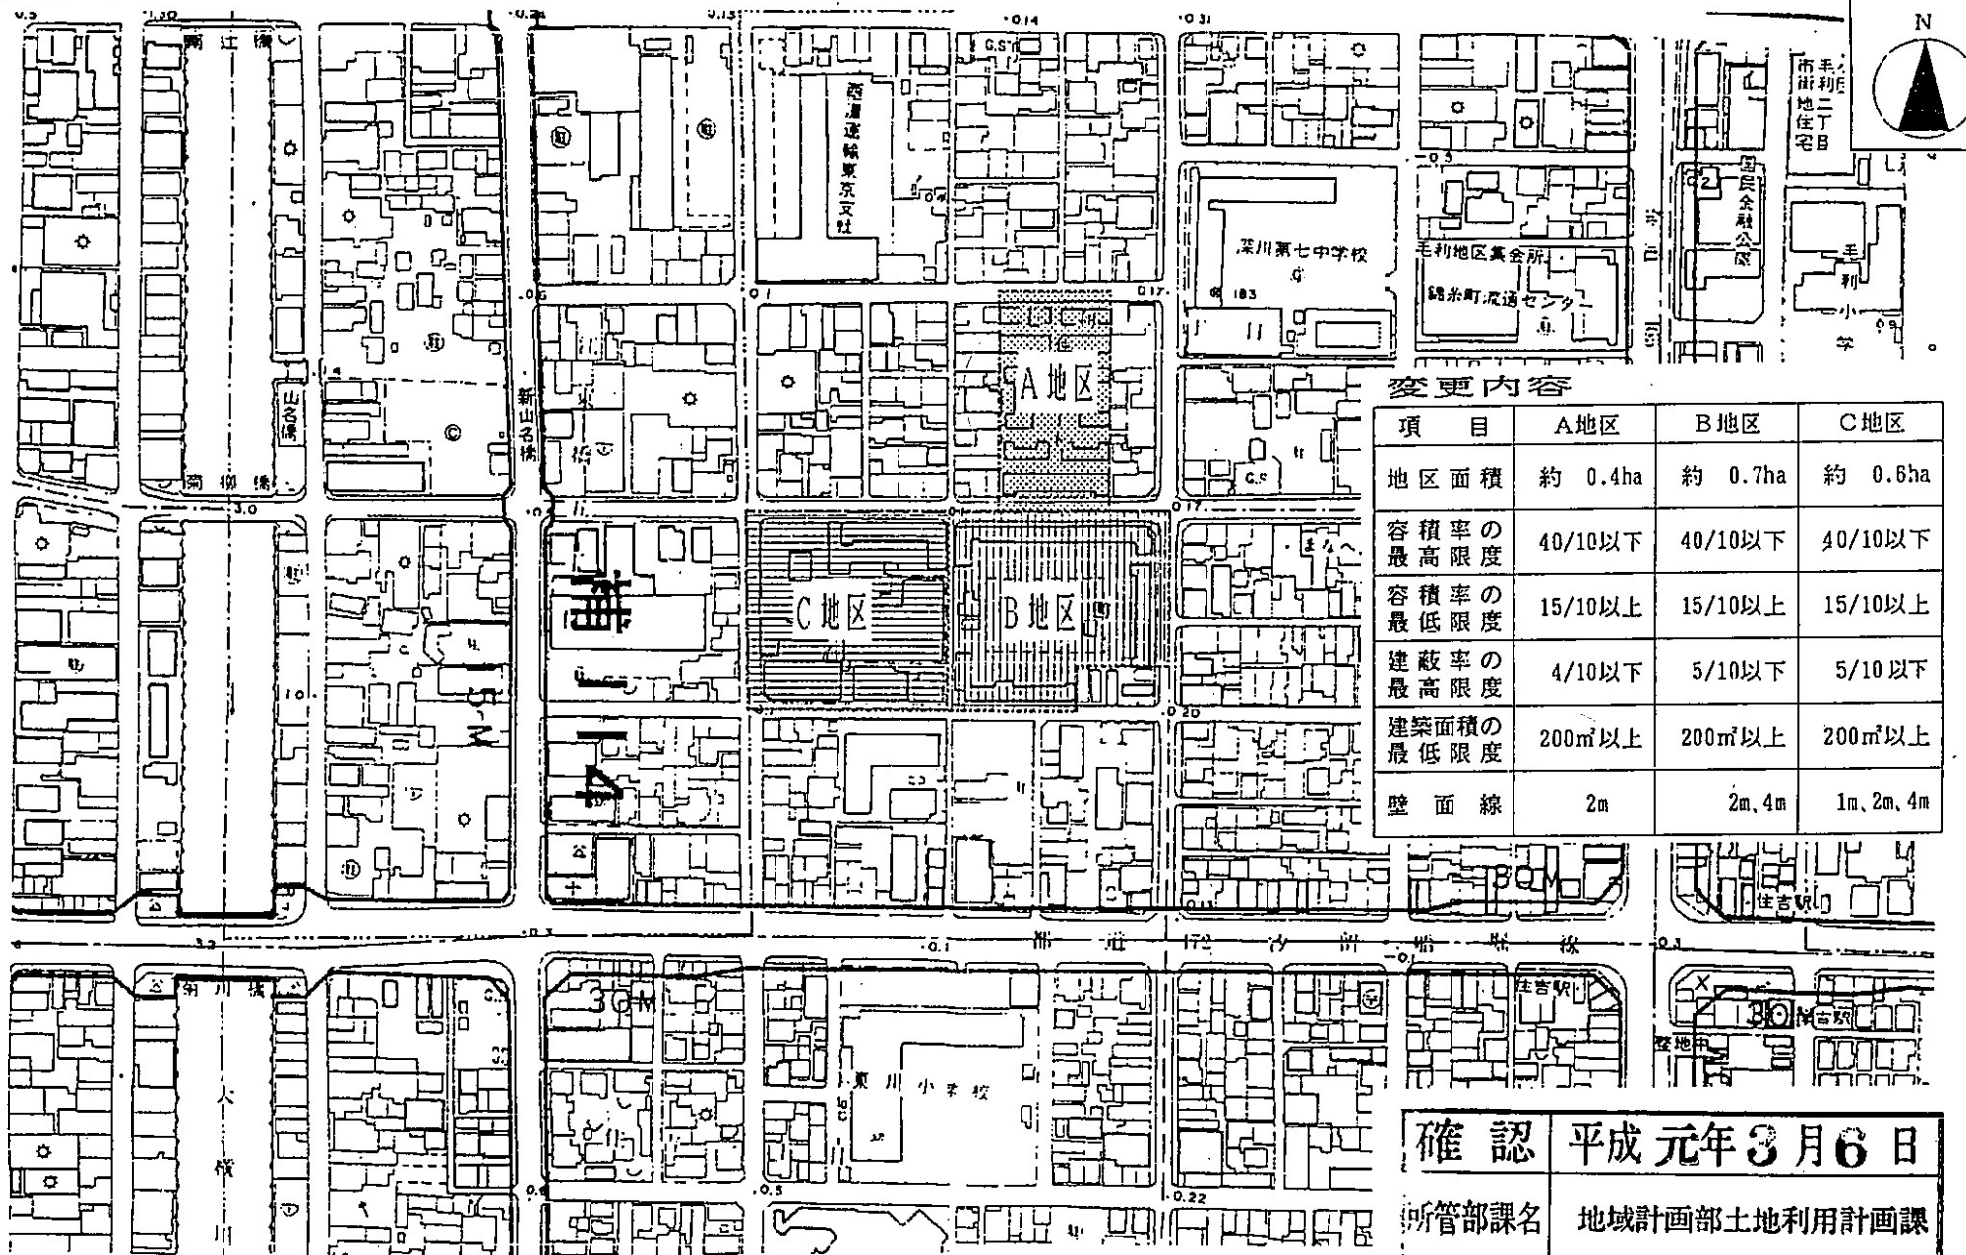 N
南辻橋
G.S
西濃運輸東京支社
毛利二丁目
市街地住宅
国民金融公庫
深川第七中学校
毛利地区集会所
錦糸町流通センター
毛利小学
A地区
山名橋
新山名橋
菊柳橋
G.S
C地区
B地区
変更内容
項目 A地区 B地区 C地区
地区面積 約 0.4ha 約 0.7ha 約 0.6ha
容積率の最高限度 40/10以下 40/10以下 40/10以下
容積率の最低限度 15/10以上 15/10以上 15/10以上
建蔽率の最高限度 4/10以下 5/10以下 5/10以下
建築面積の最低限度 200㎡以上 200㎡以上 200㎡以上
壁面線 2m 2m、4m 1m、2m、4m
30M
住吉駅
菊川橋
30M
住吉駅
30M
吉駅
整地中
東川小学校
大横川
確認 平成元年3月6日
所管部課名 地域計画部土地利用計画課